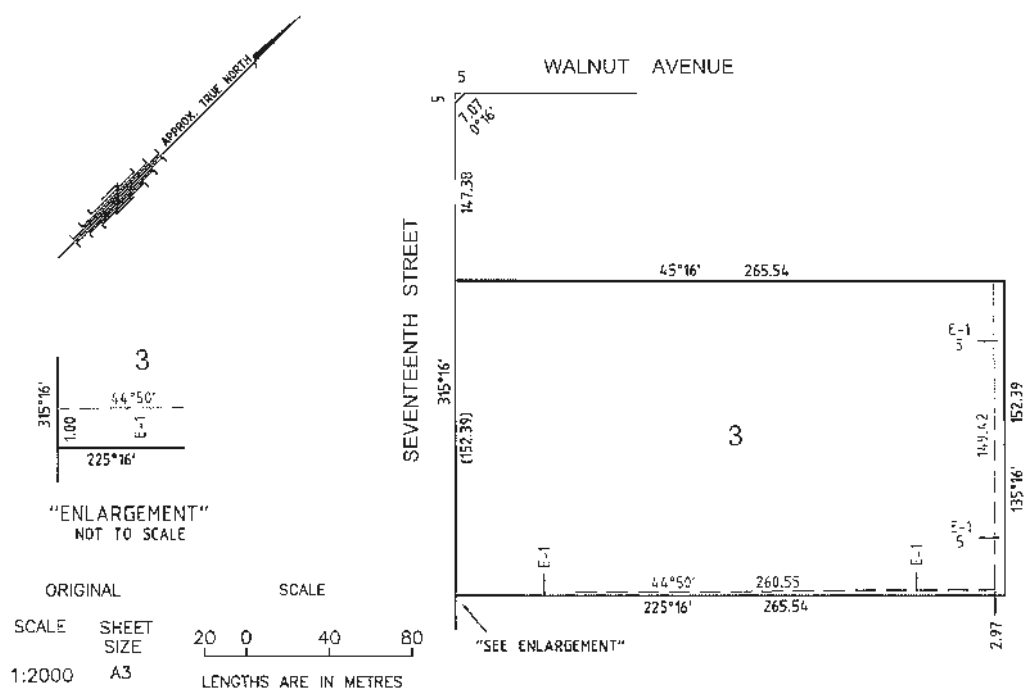 APPROX. TRUE NORTH
WALNUT AVENUE
5
5
7.07
0°16'
147.38
SEVENTEENTH STREET
315°16'
(152.39)
45°16' 265.54
E-1
5
152.39
149.42
135°16'
3
E-1
5
E-1
E-1
44°50' 260.55
225°16' 265.54
2.97
"SEE ENLARGEMENT"
3
315°16'
44°50'
1.00
E-1
225°16'
"ENLARGEMENT"
NOT TO SCALE
ORIGINAL
SCALE
SCALE
SHEET
SIZE
1:2000
A3
20 0 40 80
LENGTHS ARE IN METRES